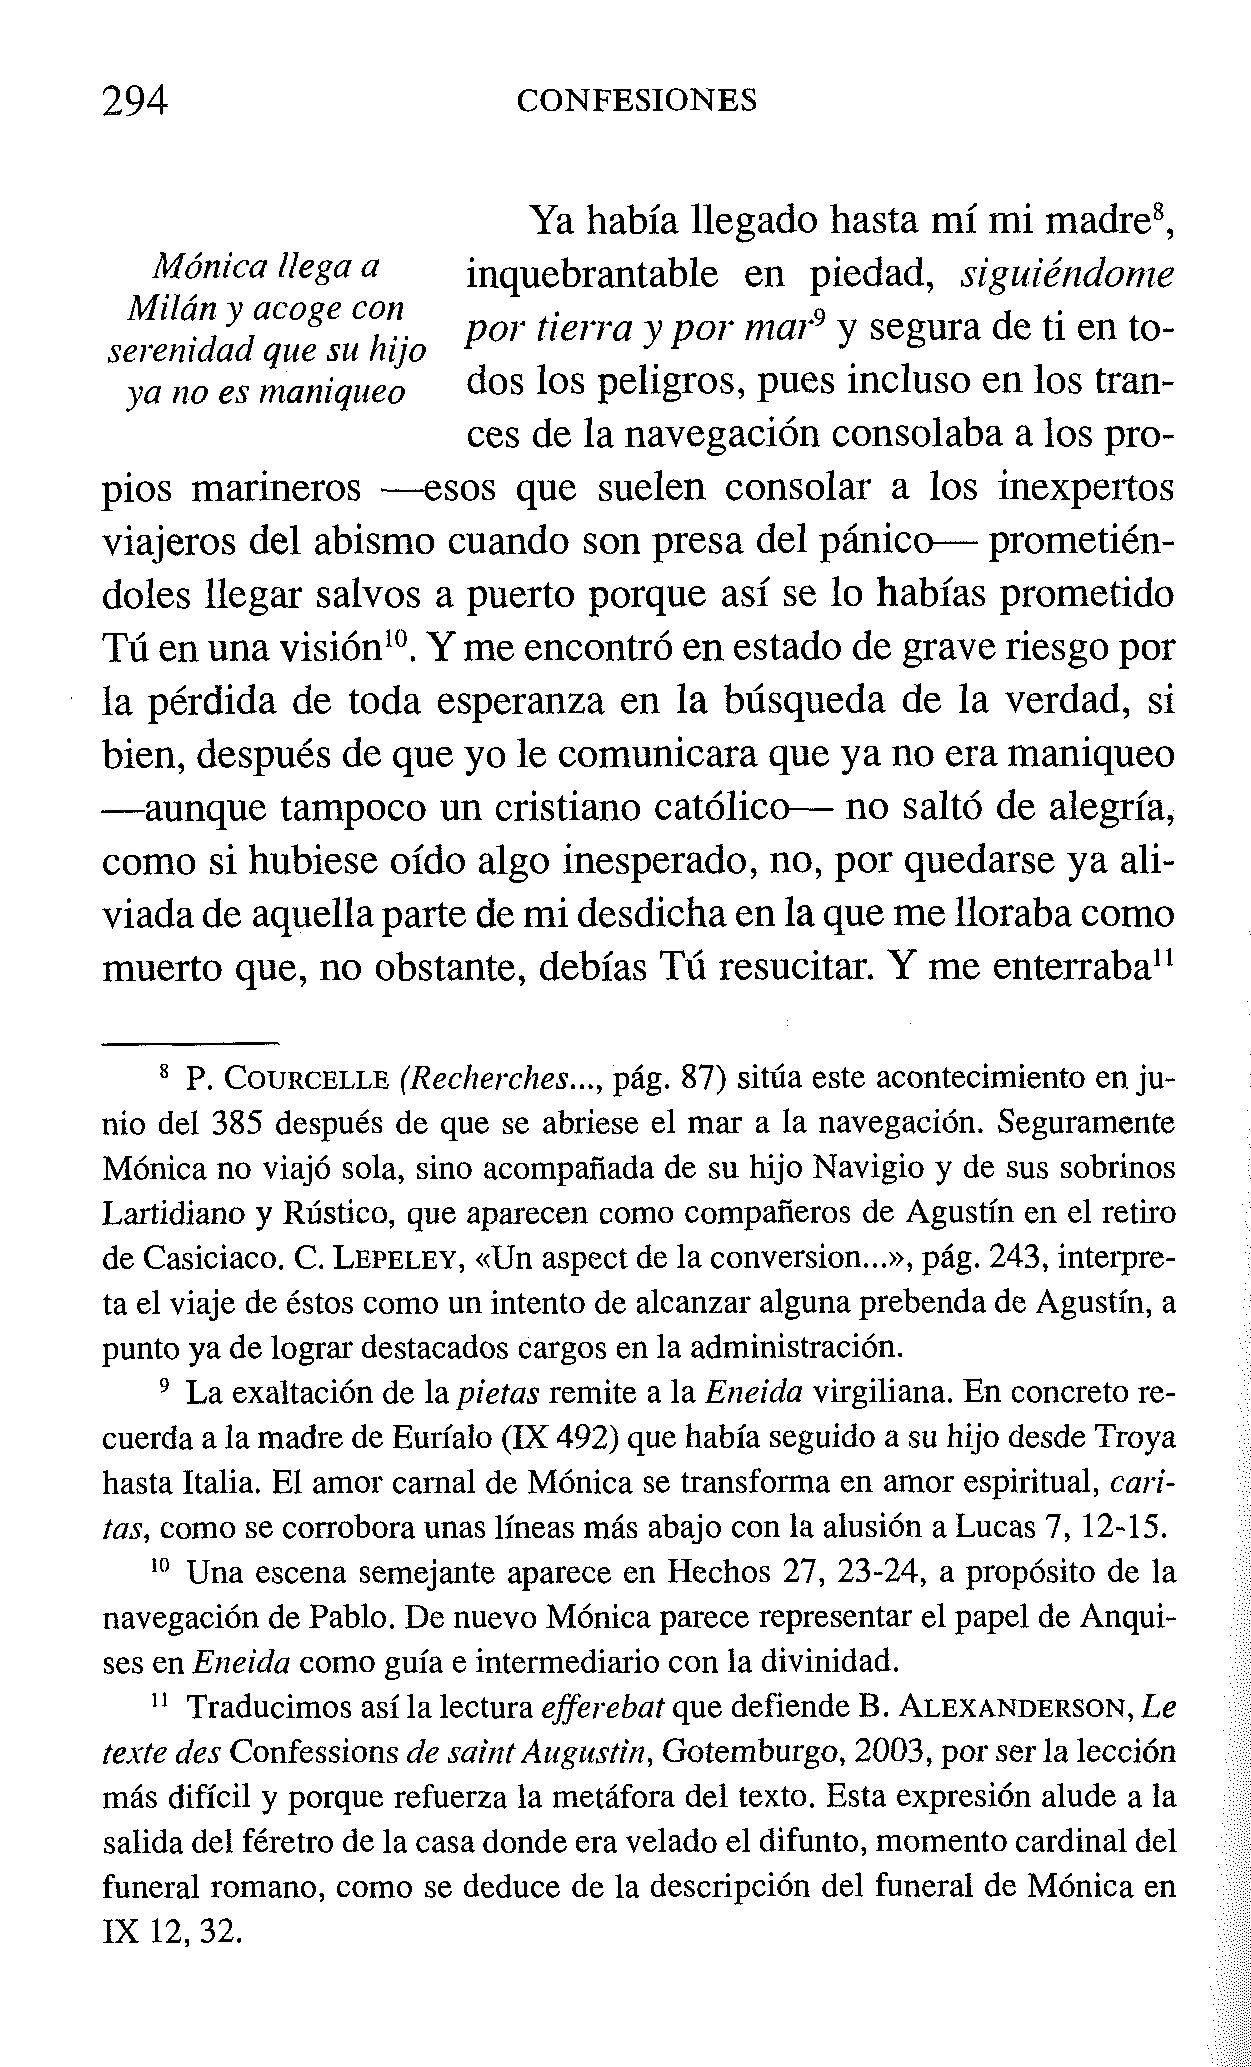 294 CONFESIONES
Mónica llega a
Milán y acoge con
serenidad que su hijo
ya no es maniqueo
Ya había llegado hasta mí mi madre⁸,
inquebrantable en piedad, siguiéndome
por tierra y por mar⁹ y segura de ti en to-
dos los peligros, pues incluso en los tran-
ces de la navegación consolaba a los pro-
pios marineros —esos que suelen consolar a los inexpertos
viajeros del abismo cuando son presa del pánico— prometién-
doles llegar salvos a puerto porque así se lo habías prometido
Tú en una visión¹⁰. Y me encontró en estado de grave riesgo por
la pérdida de toda esperanza en la búsqueda de la verdad, si
bien, después de que yo le comunicara que ya no era maniqueo
—aunque tampoco un cristiano católico— no saltó de alegría,
como si hubiese oído algo inesperado, no, por quedarse ya ali-
viada de aquella parte de mi desdicha en la que me lloraba como
muerto que, no obstante, debías Tú resucitar. Y me enterraba¹¹
⁸ P. COURCELLE (Recherches..., pág. 87) sitúa este acontecimiento en ju-
nio del 385 después de que se abriese el mar a la navegación. Seguramente
Mónica no viajó sola, sino acompañada de su hijo Navigio y de sus sobrinos
Lartidiano y Rústico, que aparecen como compañeros de Agustín en el retiro
de Casiciaco. C. LEPELEY, «Un aspect de la conversion...», pág. 243, interpre-
ta el viaje de éstos como un intento de alcanzar alguna prebenda de Agustín, a
punto ya de lograr destacados cargos en la administración.
⁹ La exaltación de la pietas remite a la Eneida virgiliana. En concreto re-
cuerda a la madre de Euríalo (IX 492) que había seguido a su hijo desde Troya
hasta Italia. El amor carnal de Mónica se transforma en amor espiritual, cari-
tas, como se corrobora unas líneas más abajo con la alusión a Lucas 7, 12-15.
¹⁰ Una escena semejante aparece en Hechos 27, 23-24, a propósito de la
navegación de Pablo. De nuevo Mónica parece representar el papel de Anqui-
ses en Eneida como guía e intermediario con la divinidad.
¹¹ Traducimos así la lectura efferebat que defiende B. ALEXANDERSON, Le
texte des Confessions de saint Augustin, Gotemburgo, 2003, por ser la lección
más difícil y porque refuerza la metáfora del texto. Esta expresión alude a la
salida del féretro de la casa donde era velado el difunto, momento cardinal del
funeral romano, como se deduce de la descripción del funeral de Mónica en
IX 12, 32.